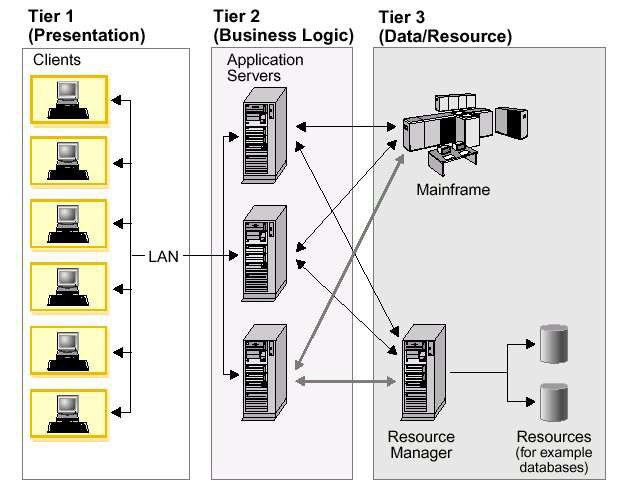 Tier 1
(Presentation)
Tier 2
(Business Logic)
Tier 3
(Data/Resource)
Clients
Application
Servers
LAN
Mainframe
Resource
Manager
Resources
(for example
databases)